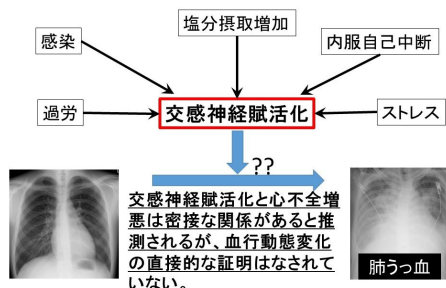 塩分摂取増加
感染
内服自己中断
過労
交感神経賦活化
ストレス
??
交感神経賦活化と心不全増
悪は密接な関係があると推
測されるが、血行動態変化
の直接的な証明はなされて
いない。
肺うっ血